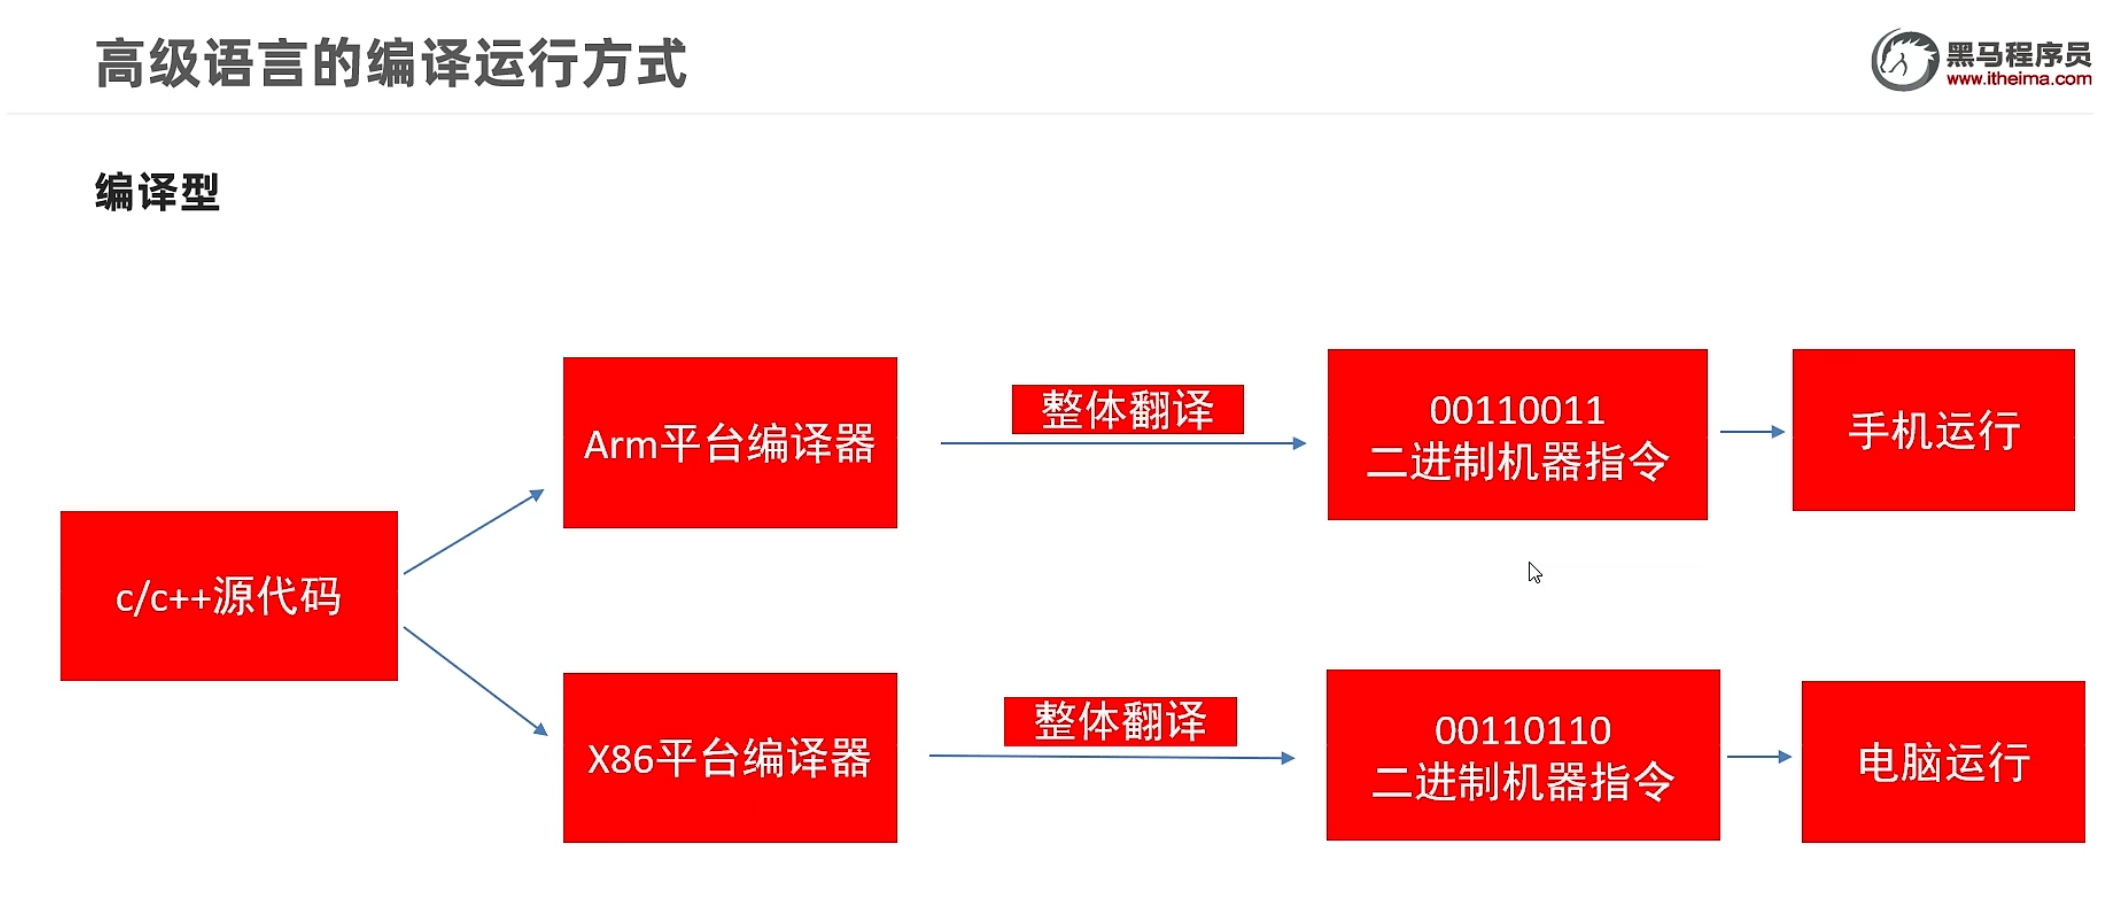 高级语言的编译运行方式
黑马程序员
www.itheima.com
编译型
c/c++源代码
Arm平台编译器
整体翻译
00110011
二进制机器指令
手机运行
X86平台编译器
整体翻译
00110110
二进制机器指令
电脑运行